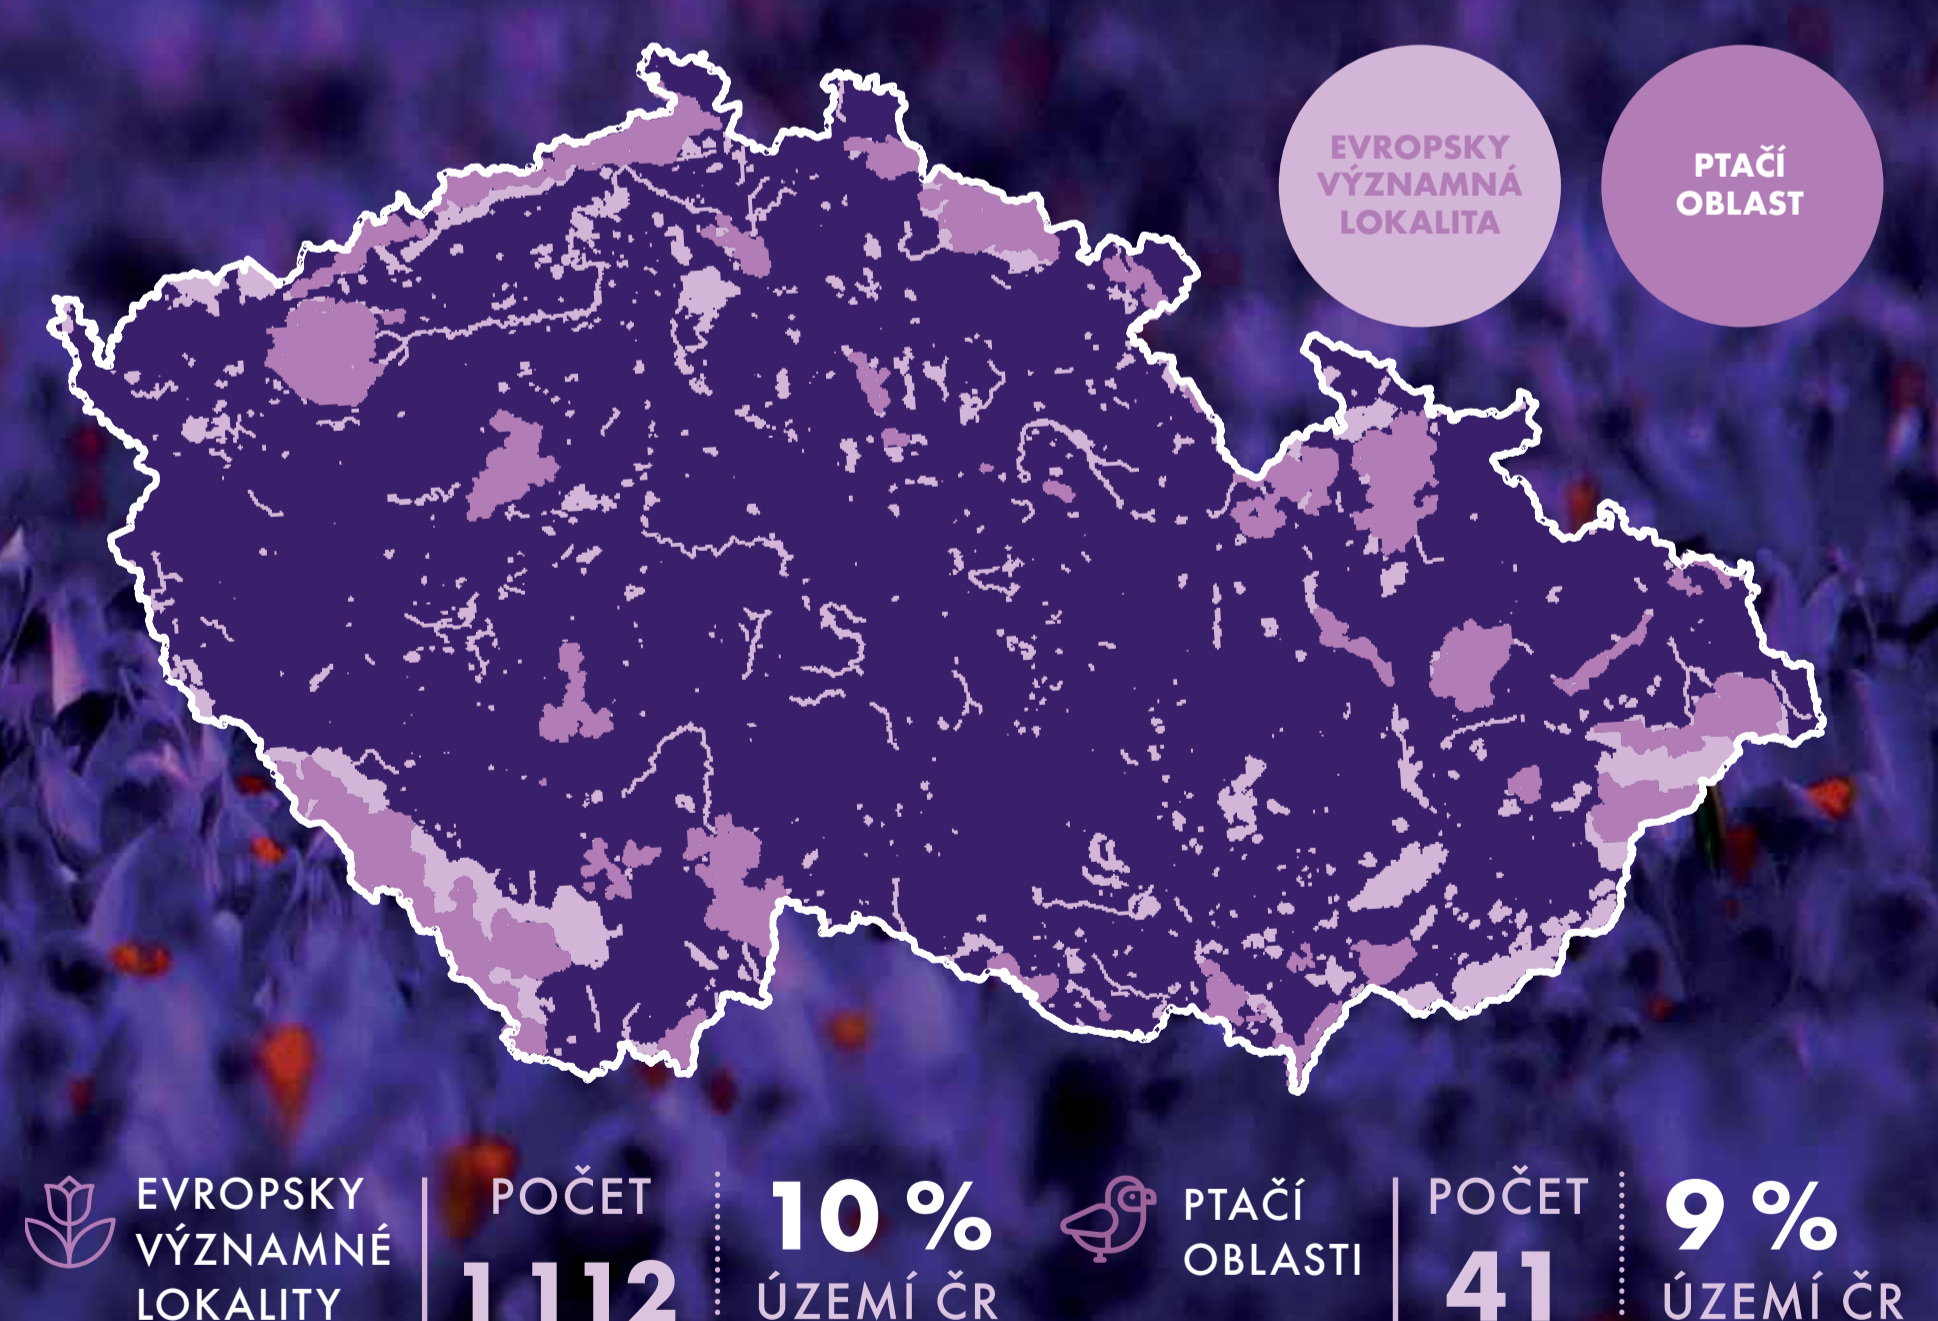 EVROPSKY
VÝZNAMNÁ
LOKALITA
PTAČÍ
OBLAST
EVROPSKY
VÝZNAMNÉ
LOKALITY
POČET
1 112
10 %
ÚZEMÍ ČR
PTAČÍ
OBLASTI
POČET
41
9 %
ÚZEMÍ ČR